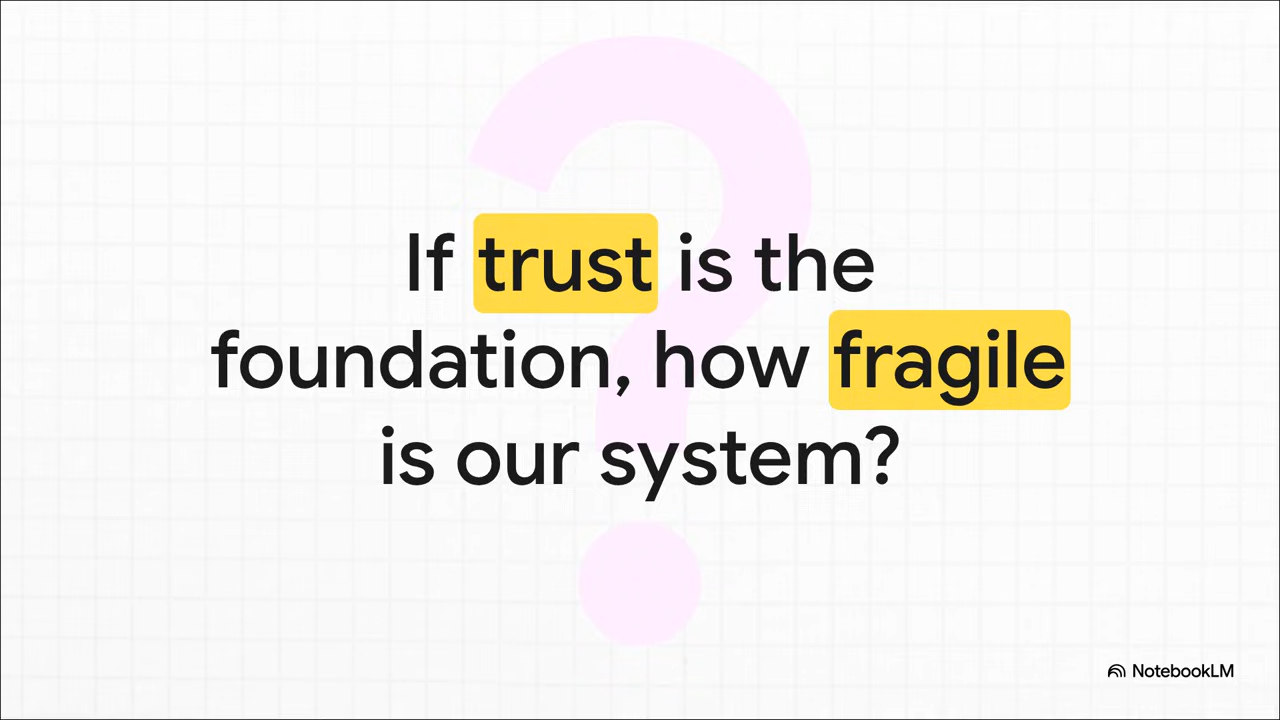 If trust is the
foundation, how fragile
is our system?
NotebookLM